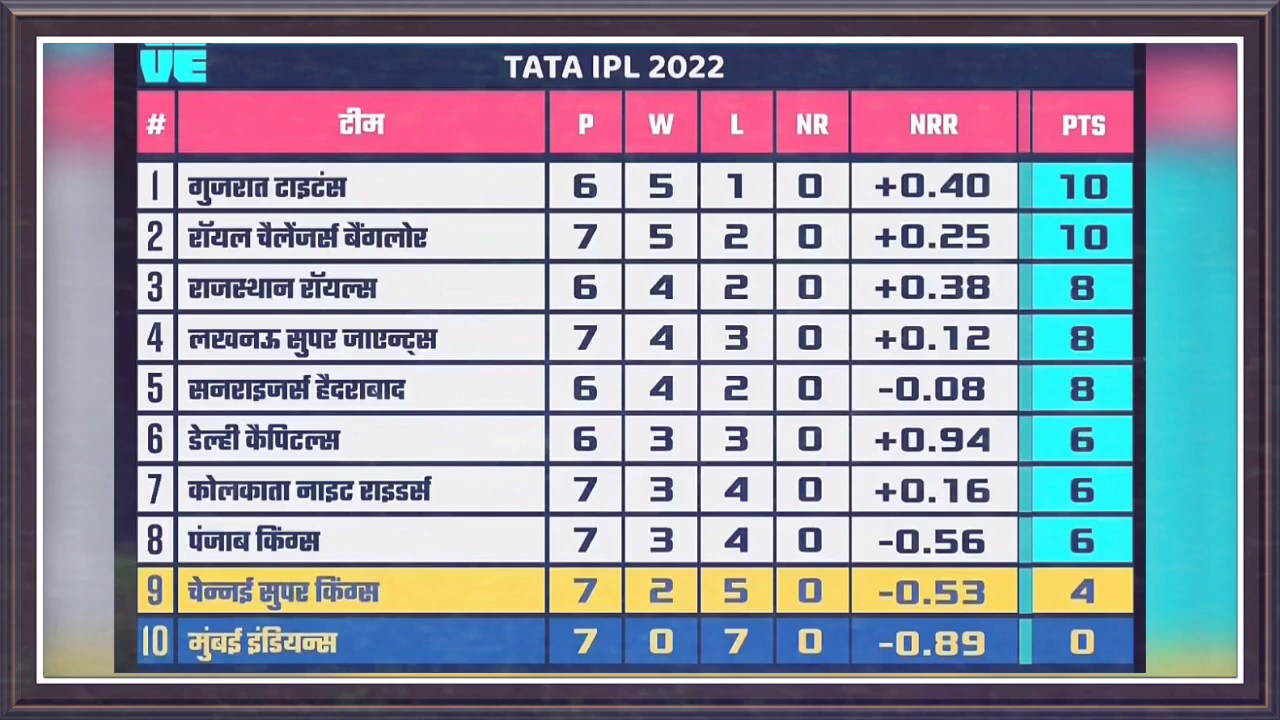 VE
TATA IPL 2022
# टीम P W L NR NRR PTS
1 गुजरात टाइटंस 6 5 1 0 +0.40 10
2 रॉयल चैलेंजर्स बैंगलोर 7 5 2 0 +0.25 10
3 राजस्थान रॉयल्स 6 4 2 0 +0.38 8
4 लखनऊ सुपर जाएन्ट्स 7 4 3 0 +0.12 8
5 सनराइजर्स हैदराबाद 6 4 2 0 -0.08 8
6 डेल्ही कैपिटल्स 6 3 3 0 +0.94 6
7 कोलकाता नाइट राइडर्स 7 3 4 0 +0.16 6
8 पंजाब किंग्स 7 3 4 0 -0.56 6
9 चेन्नई सुपर किंग्स 7 2 5 0 -0.53 4
10 मुंबई इंडियन्स 7 0 7 0 -0.89 0